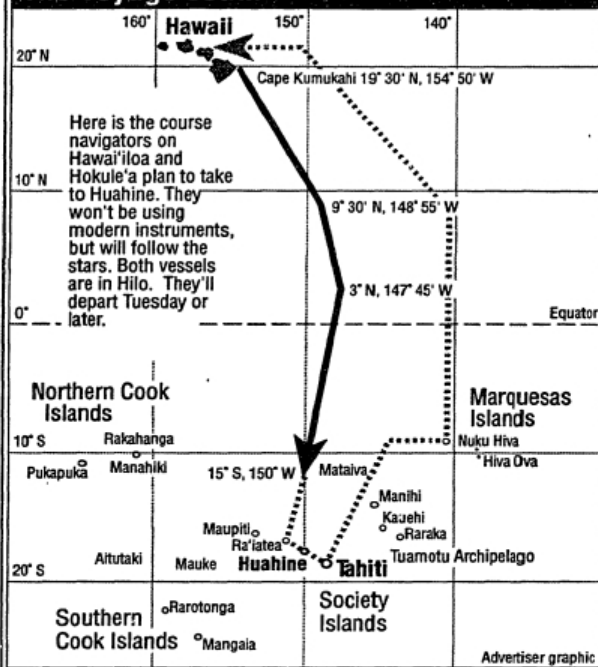 160°
150°
140°
Hawaii
20° N
Cape Kumukahi 19° 30' N, 154° 50' W
Here is the course
navigators on
Hawai'iloa and
Hokule'a plan to take
to Huahine. They
won't be using
modern instruments,
but will follow the
stars. Both vessels
are in Hilo. They'll
depart Tuesday or
later.
10° N
9° 30' N, 148° 55' W
3° N, 147° 45' W
0°
Equator
Northern Cook
Islands
Marquesas
Islands
Rakahanga
10° S
Nuku Hiva
Pukapuka
Manahiki
15° S, 150° W
Mataiva
Hiva Ova
Manihi
Maupiti
Kauehi
Ra'iatea
Raraka
Aitutaki
Mauke
Huahine
Tahiti
Tuamotu Archipelago
20° S
Society
Islands
Rarotonga
Southern
Cook Islands
Mangaia
Advertiser graphic